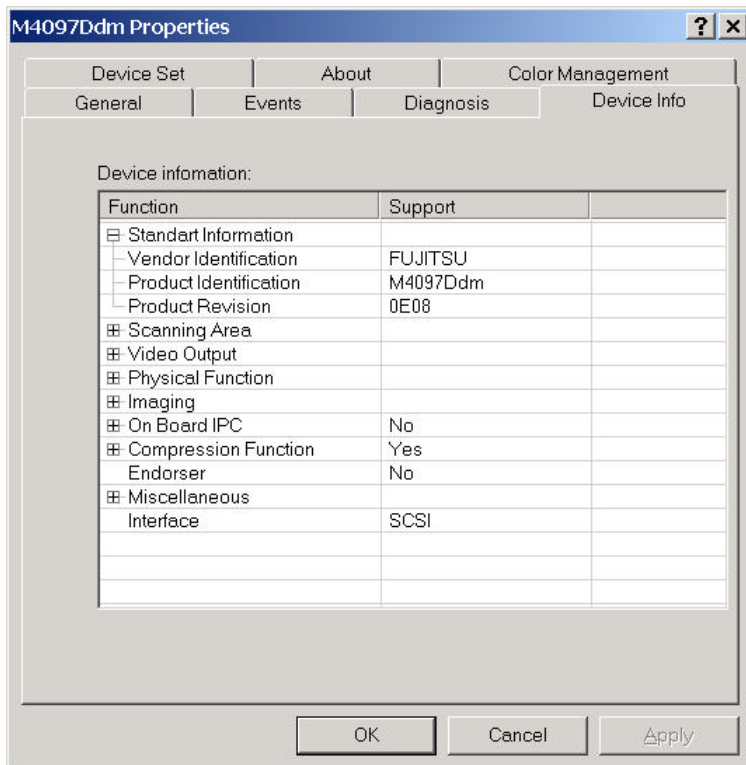 M4097Ddm Properties
? ×
Device Set About Color Management
General Events Diagnosis Device Info
Device infomation:
Function Support
Standart Information
Vendor Identification FUJITSU
Product Identification M4097Ddm
Product Revision 0E08
Scanning Area
Video Output
Physical Function
Imaging
On Board IPC No
Compression Function Yes
Endorser No
Miscellaneous
Interface SCSI
OK Cancel Apply